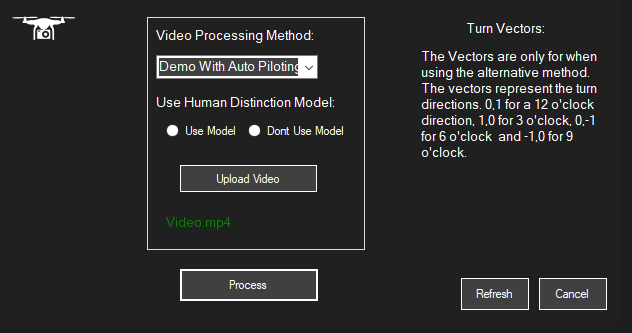 Video Processing Method:
Demo With Auto Piloting
Use Human Distinction Model:
Use Model
Dont Use Model
Upload Video
Video.mp4
Process
Turn Vectors:
The Vectors are only for when
using the alternative method.
The vectors represent the turn
directions. 0,1 for a 12 o'clock
direction, 1,0 for 3 o'clock, 0,-1
for 6 o'clock  and -1,0 for 9
o'clock.
Refresh
Cancel